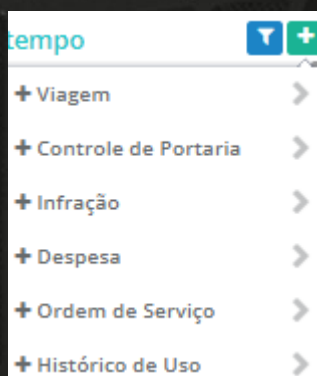 tempo
+ Viagem
+ Controle de Portaria
+ Infração
+ Despesa
+ Ordem de Serviço
+ Histórico de Uso